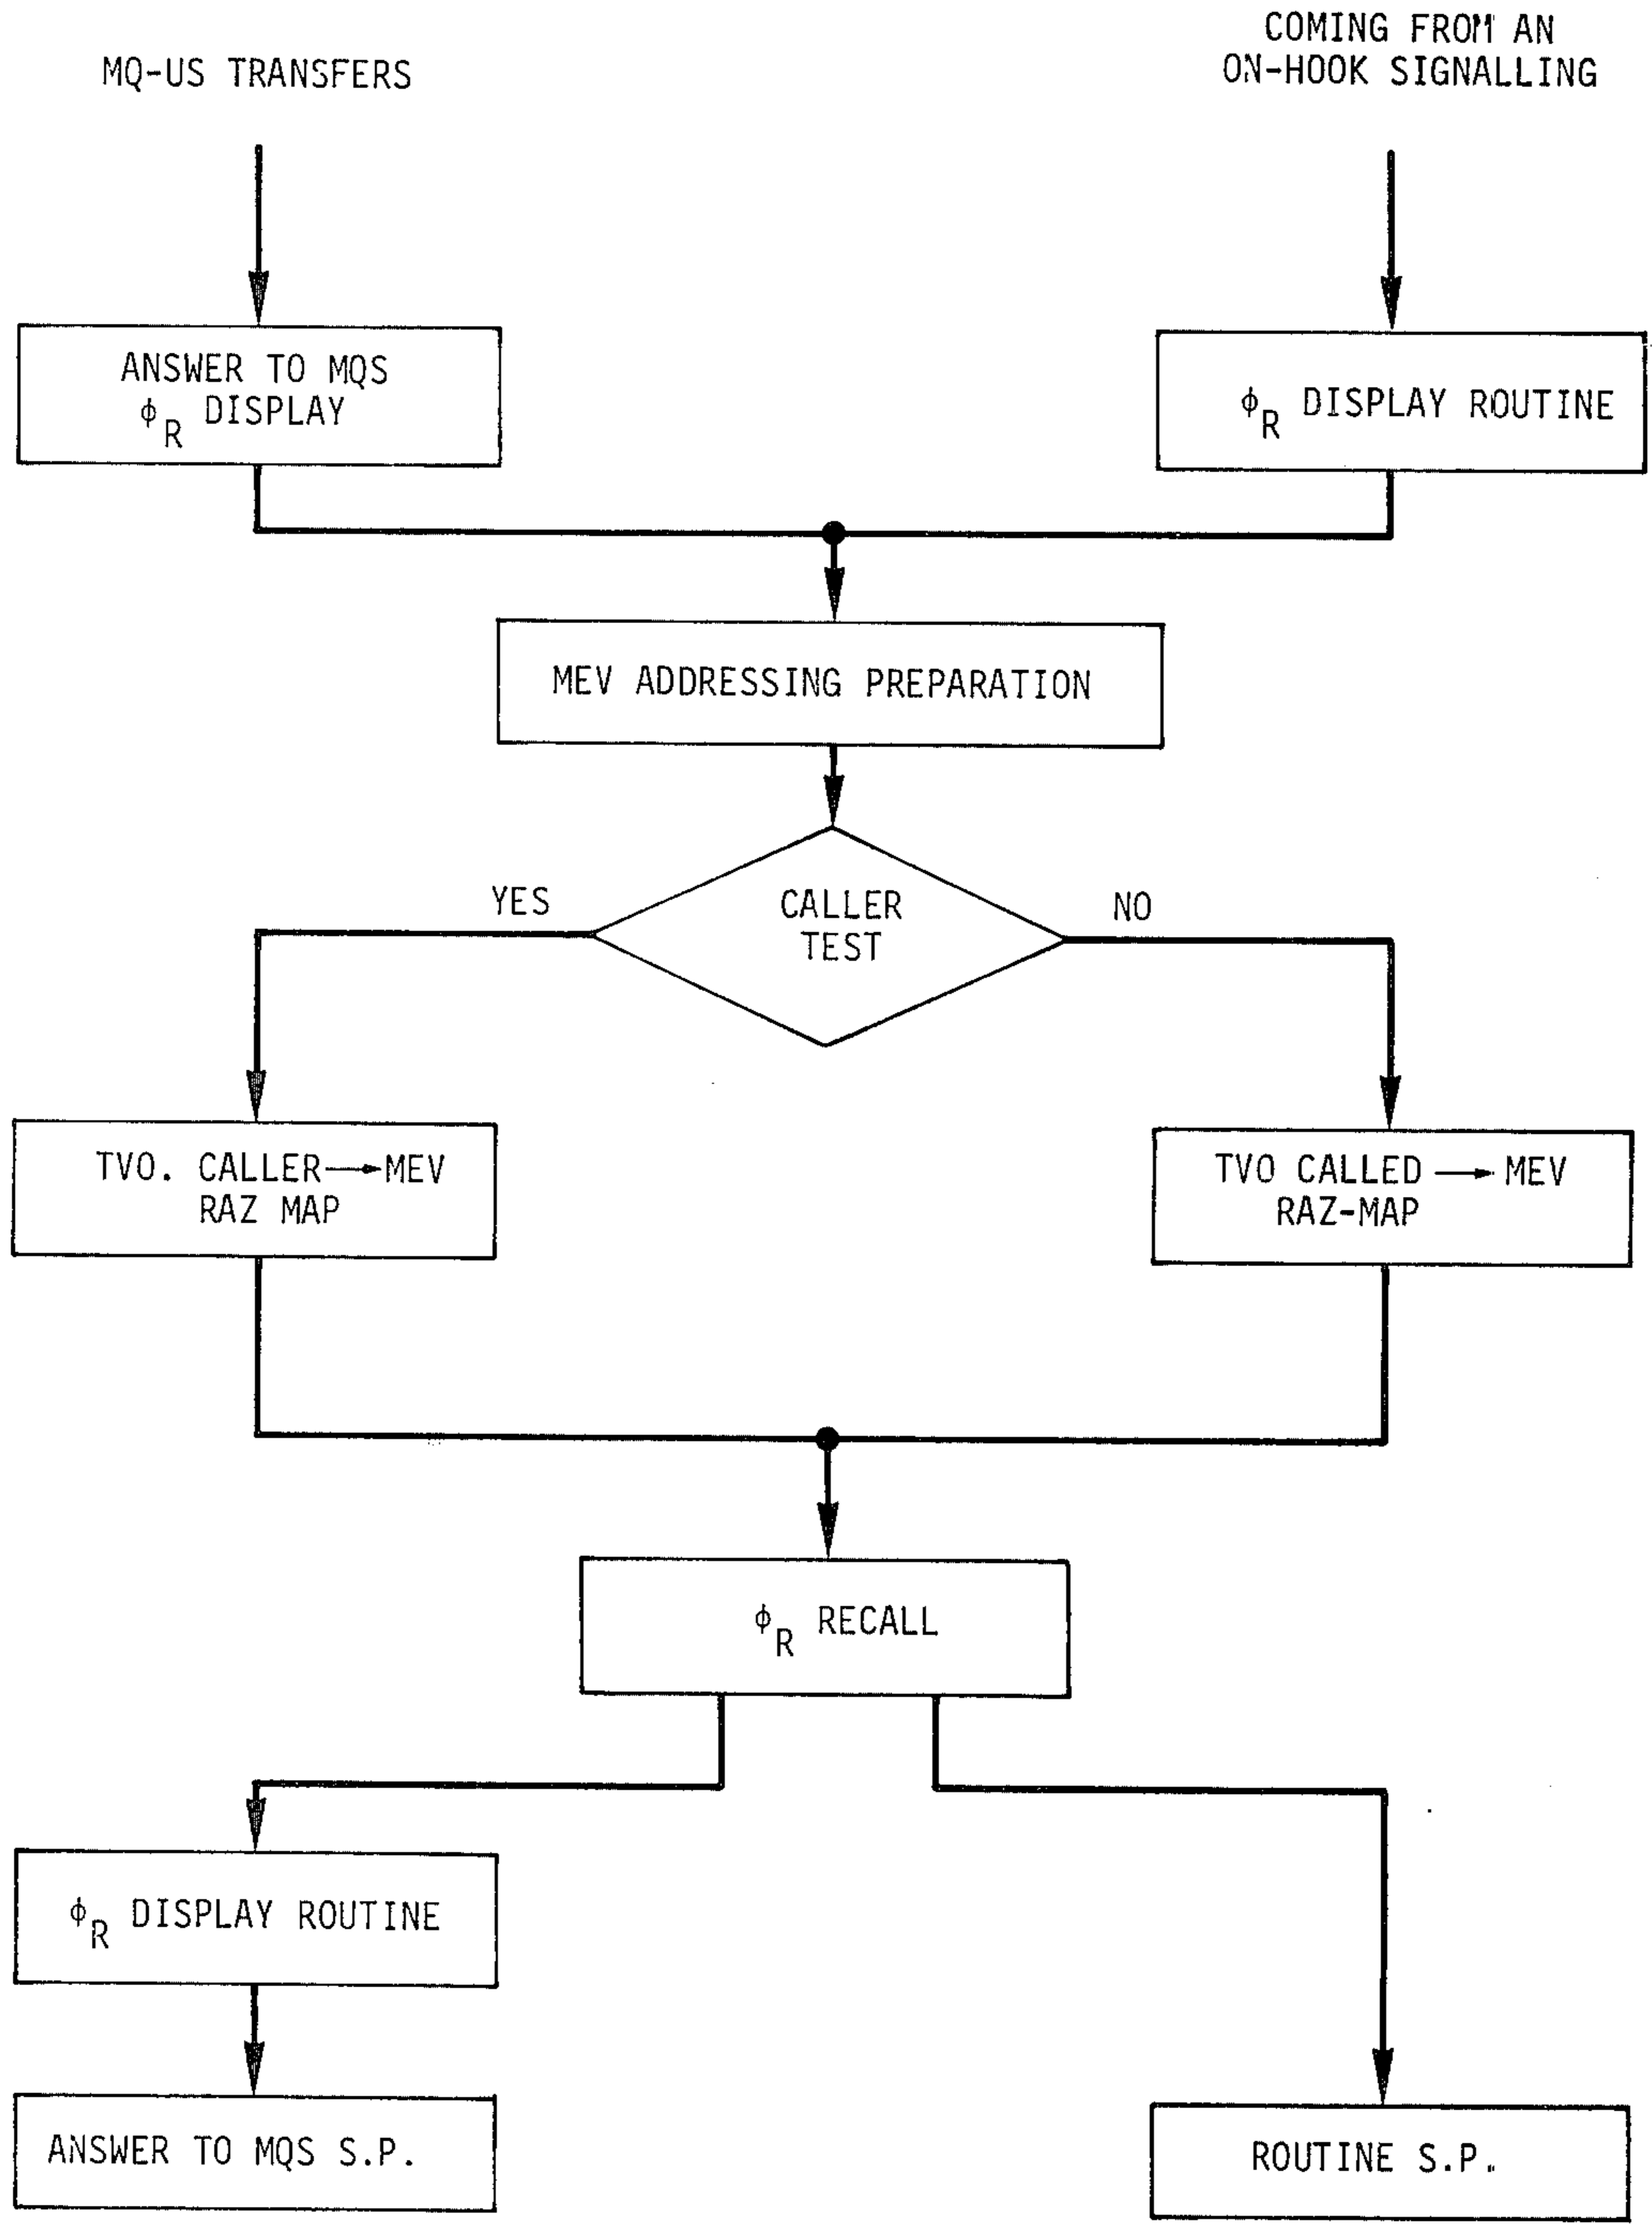 MQ-US TRANSFERS
COMING FROM AN
ON-HOOK SIGNALLING
ANSWER TO MQS
ϕR DISPLAY
ϕR DISPLAY ROUTINE
MEV ADDRESSING PREPARATION
CALLER
TEST
YES
NO
TVO. CALLER→MEV
RAZ MAP
TVO CALLED → MEV
RAZ-MAP
ϕR RECALL
ϕR DISPLAY ROUTINE
ANSWER TO MQS S.P.
ROUTINE S.P.